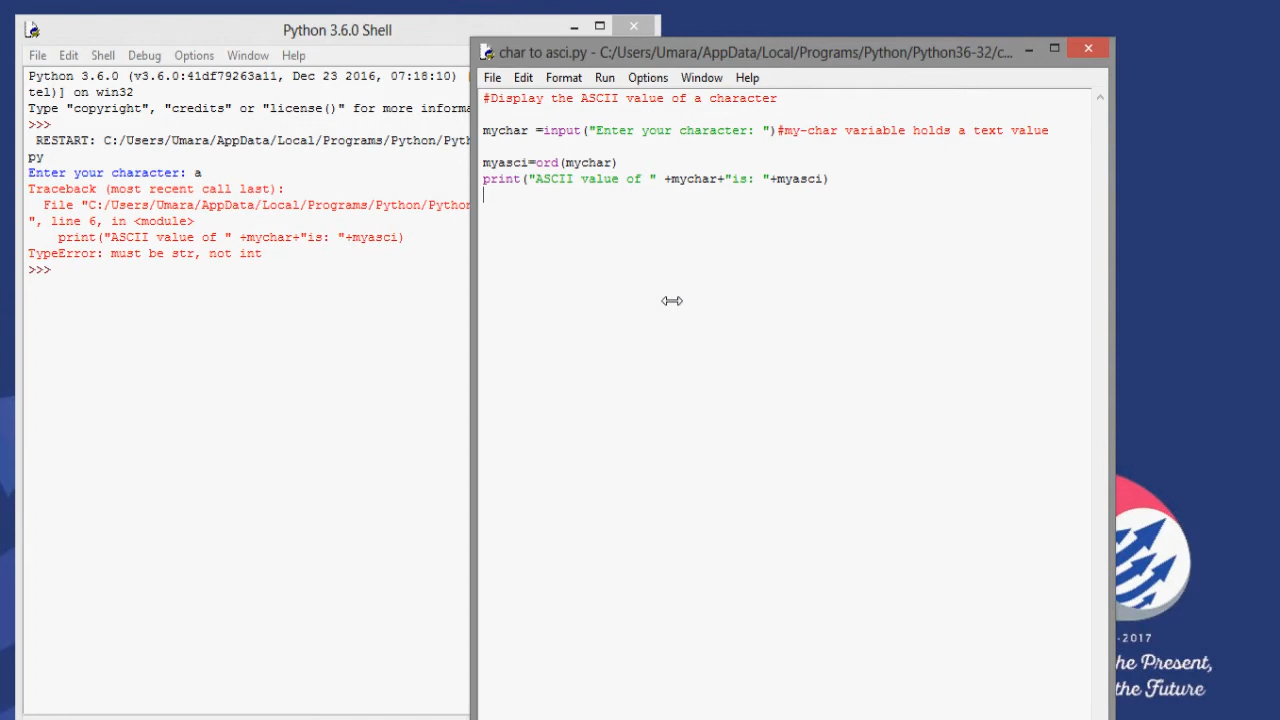 Python 3.6.0 Shell
File Edit Shell Debug Options Window Help
Python 3.6.0 (v3.6.0:41df79263a11, Dec 23 2016, 07:18:10)
tel)] on win32
Type "copyright", "credits" or "license()" for more informa
>>>
RESTART: C:/Users/Umara/AppData/Local/Programs/Python/Pyth
py
Enter your character: a
Traceback (most recent call last):
File "C:/Users/Umara/AppData/Local/Programs/Python/Python
", line 6, in <module>
print("ASCII value of " +mychar+"is: "+myasci)
TypeError: must be str, not int
>>>
char to asci.py - C:/Users/Umara/AppData/Local/Programs/Python/Python36-32/c...
File Edit Format Run Options Window Help
#Display the ASCII value of a character
mychar =input("Enter your character: ")#my-char variable holds a text value
myasci=ord(mychar)
print("ASCII value of " +mychar+"is: "+myasci)
-2017
he Present,
the Future